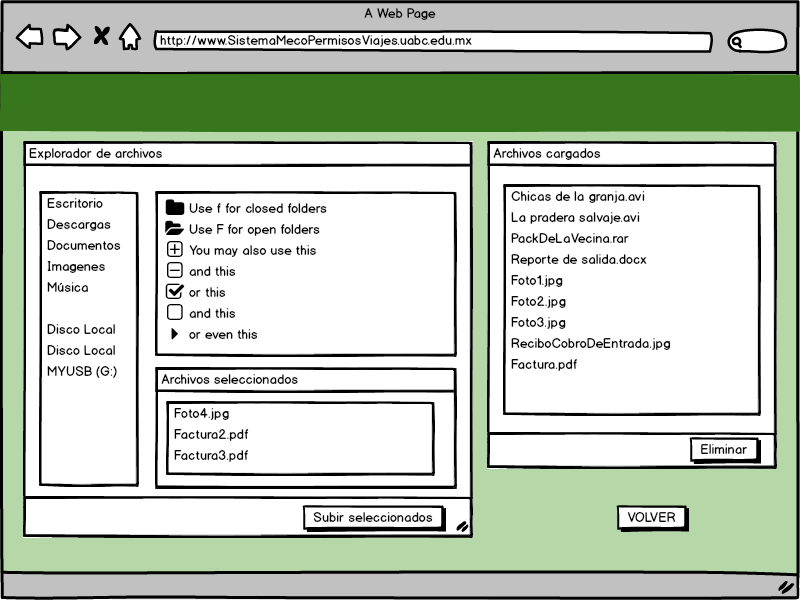 A Web Page
http://www.SistemaMecoPermisosViajes.uabc.edu.mx
Explorador de archivos
Escritorio
Descargas
Documentos
Imagenes
Música
Disco Local
Disco Local
MYUSB (G:)
Use f for closed folders
Use F for open folders
You may also use this
and this
or this
and this
or even this
Archivos seleccionados
Foto4.jpg
Factura2.pdf
Factura3.pdf
Subir seleccionados
Archivos cargados
Chicas de la granja.avi
La pradera salvaje.avi
PackDeLaVecina.rar
Reporte de salida.docx
Foto1.jpg
Foto2.jpg
Foto3.jpg
ReciboCobroDeEntrada.jpg
Factura.pdf
Eliminar
VOLVER